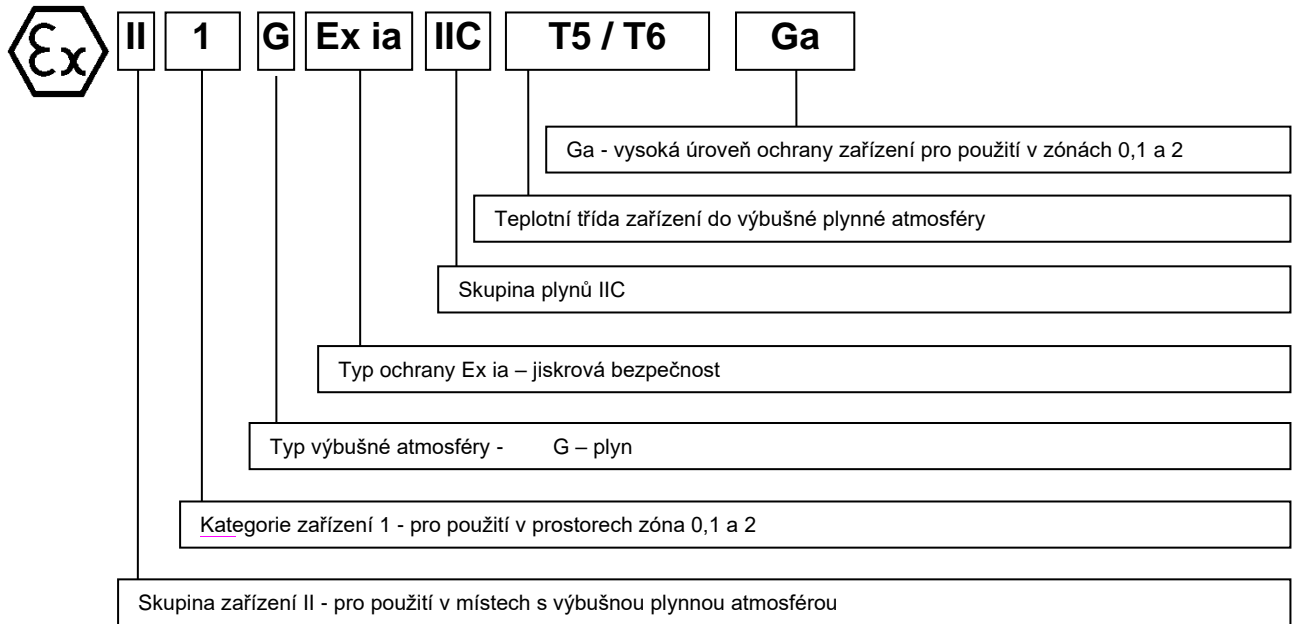 Ex II 1 G Ex ia IIC T5 / T6 Ga
Ga - vysoká úroveň ochrany zařízení pro použití v zónách 0,1 a 2
Teplotní třída zařízení do výbušné plynné atmosféry
Skupina plynů IIC
Typ ochrany Ex ia – jiskrová bezpečnost
Typ výbušné atmosféry - G – plyn
Kategorie zařízení 1 - pro použití v prostorech zóna 0,1 a 2
Skupina zařízení II - pro použití v místech s výbušnou plynnou atmosférou